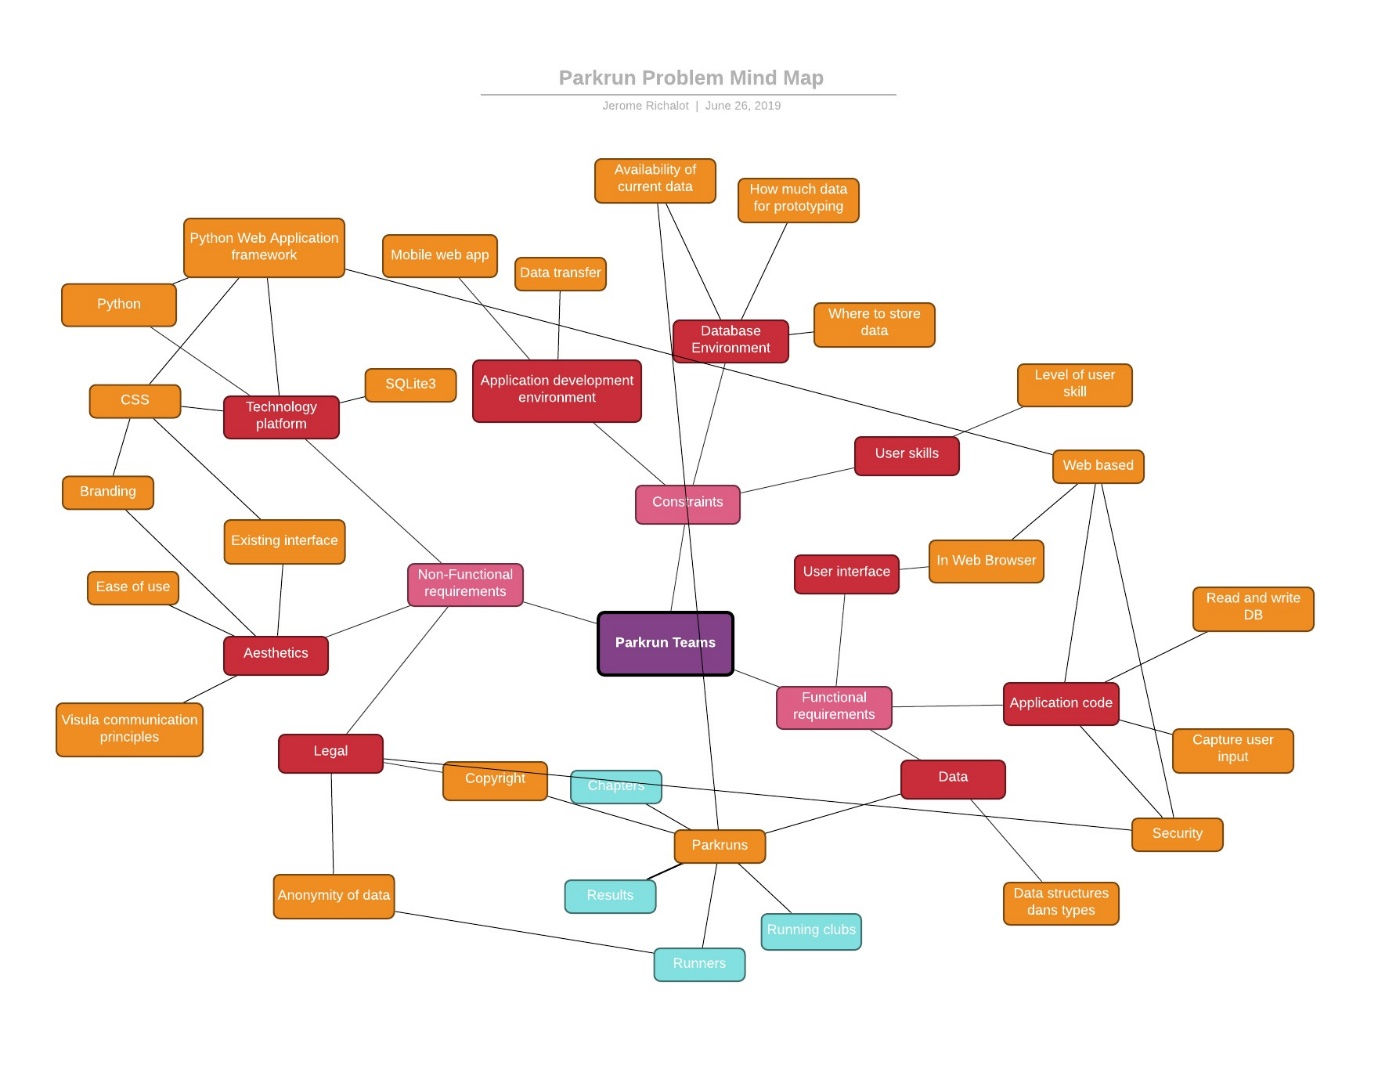 Parkrun Problem Mind Map
Jerome Richalot | June 26, 2019
Availability of
current data
How much data
for prototyping
Python Web Application
framework
Mobile web app
Data transfer
Python
Where to store
data
Database
Environment
SQLite3
Application development
environment
Level of user
skill
CSS
Technology
platform
User skills
Web based
Branding
Constraints
Existing interface
In Web Browser
User interface
Non-Functional
requirements
Ease of use
Read and write
DB
Parkrun Teams
Aesthetics
Functional
requirements
Application code
Visula communication
principles
Legal
Capture user
input
Copyright
Chapters
Data
Security
Parkruns
Anonymity of data
Results
Data structures
dans types
Running clubs
Runners